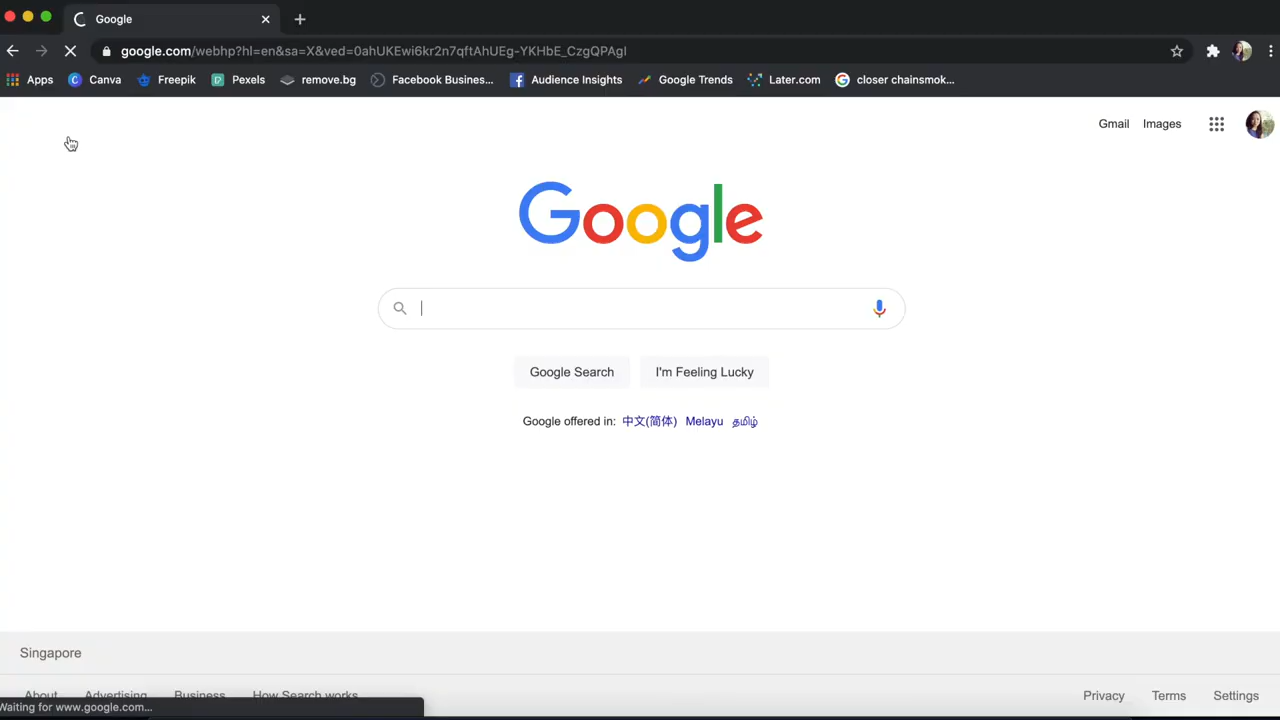 Google
google.com/webhp?hl=en&sa=X&ved=0ahUKEwi6kr2n7qftAhUEg-YKHbE_CzgQPAgI
Apps Canva Freepik Pexels remove.bg Facebook Busines... Audience Insights Google Trends Later.com closer chainsmok...
Gmail Images
Google
Google Search I'm Feeling Lucky
Google offered in: 中文(简体) Melayu தமிழ்
Singapore
About Advertising Business How Search works Privacy Terms Settings
Waiting for www.google.com...